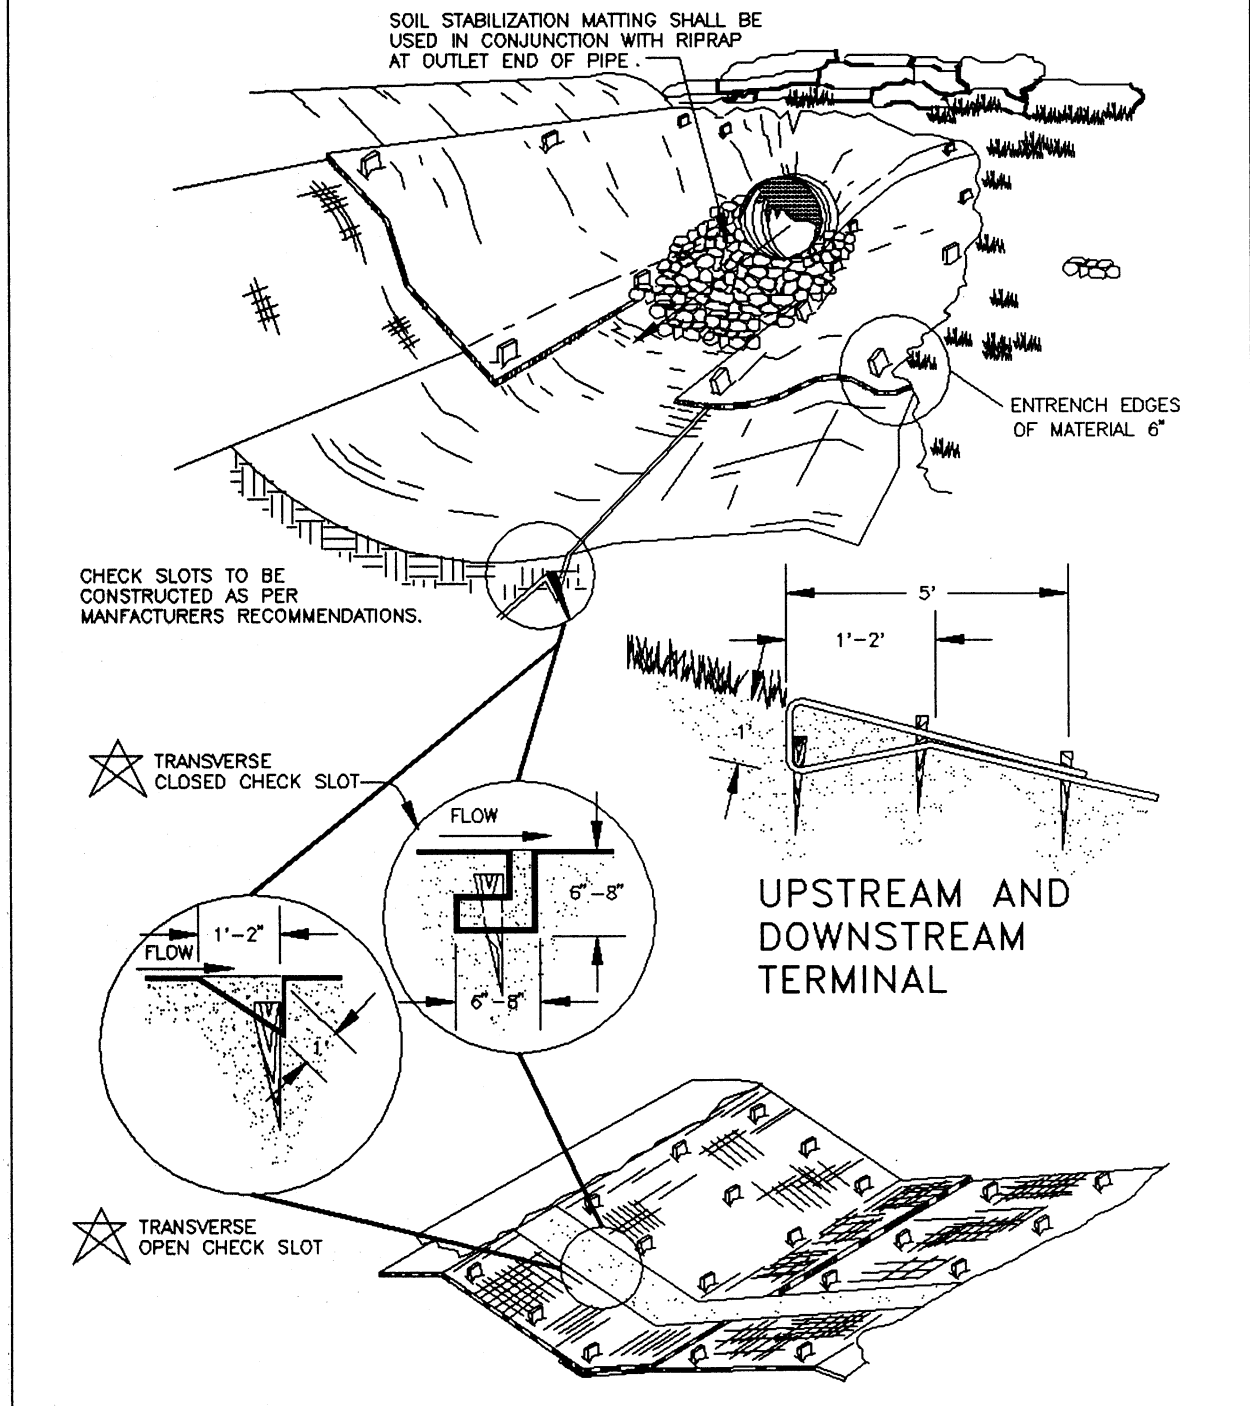 SOIL STABILIZATION MATTING SHALL BE
USED IN CONJUNCTION WITH RIPRAP
AT OUTLET END OF PIPE.
ENTRENCH EDGES
OF MATERIAL 6"
CHECK SLOTS TO BE
CONSTRUCTED AS PER
MANFACTURERS RECOMMENDATIONS.
5'
1'-2'
1'
UPSTREAM AND
DOWNSTREAM
TERMINAL
TRANSVERSE
CLOSED CHECK SLOT
FLOW
6"-8"
6"-8"
1'-2"
FLOW
1'
TRANSVERSE
OPEN CHECK SLOT